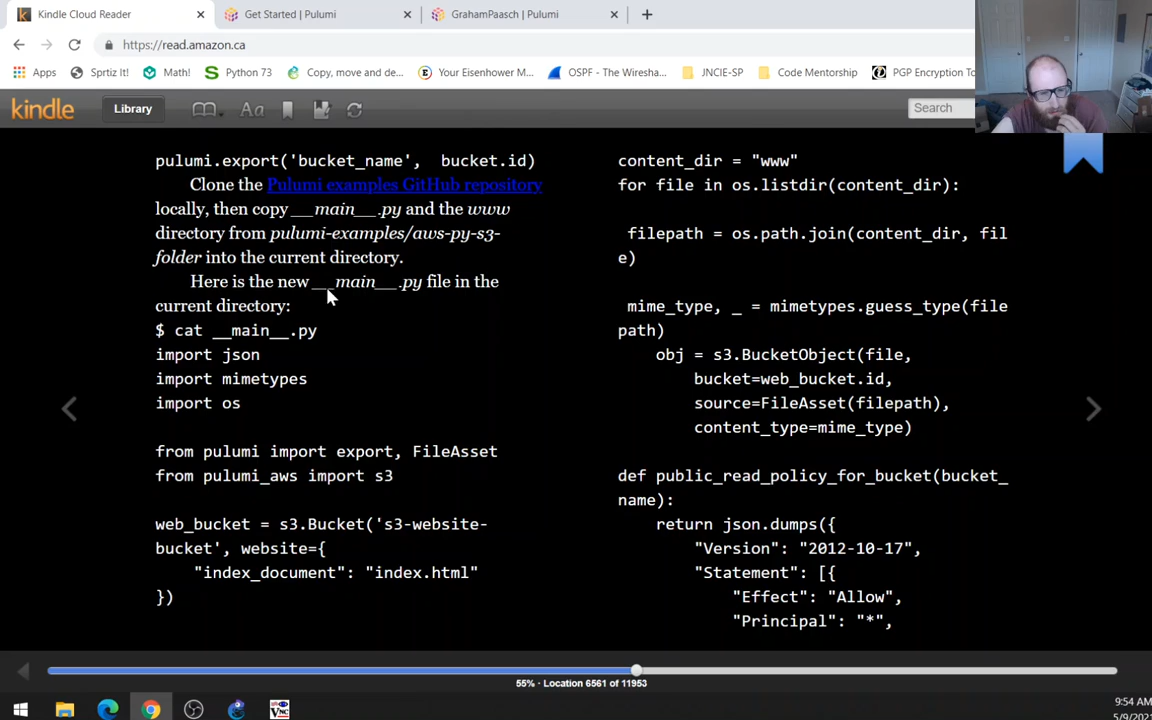 Kindle Cloud Reader
Get Started | Pulumi
GrahamPaasch | Pulumi
https://read.amazon.ca
Apps
Sprtiz It!
Math!
Python 73
Copy, move and de...
Your Eisenhower M...
OSPF - The Wiresha...
JNCIE-SP
Code Mentorship
PGP Encryption To
kindle
Library
Aa
Search
pulumi.export('bucket_name',  bucket.id)
Clone the Pulumi examples GitHub repository
locally, then copy __main__.py and the www
directory from pulumi-examples/aws-py-s3-
folder into the current directory.
Here is the new __main__.py file in the
current directory:
$ cat __main__.py
import json
import mimetypes
import os
from pulumi import export, FileAsset
from pulumi_aws import s3
web_bucket = s3.Bucket('s3-website-
bucket', website={
"index_document": "index.html"
})
content_dir = "www"
for file in os.listdir(content_dir):
filepath = os.path.join(content_dir, fil
e)
mime_type, _ = mimetypes.guess_type(file
path)
obj = s3.BucketObject(file,
bucket=web_bucket.id,
source=FileAsset(filepath),
content_type=mime_type)
def public_read_policy_for_bucket(bucket_
name):
return json.dumps({
"Version": "2012-10-17",
"Statement": [{
"Effect": "Allow",
"Principal": "*",
55% · Location 6561 of 11953
9:54 AM